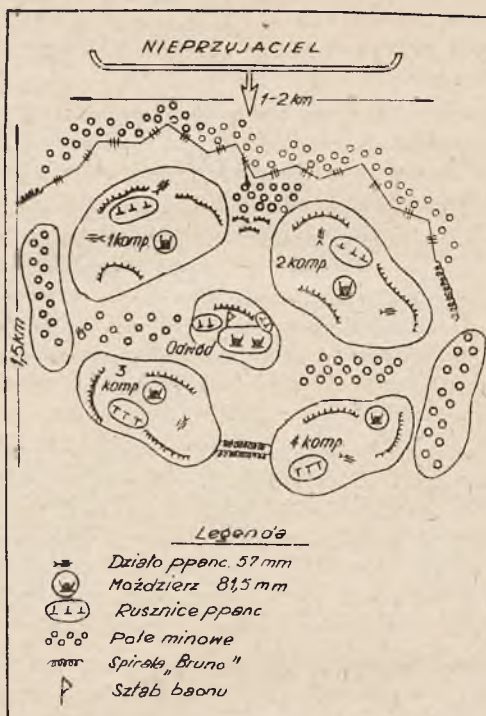 NIEPRZYJACIEL
1-2 km
1 komp.
2 komp.
1,5 km
Odwód
3
komp
4 komp.
Legenda
Działo ppanc. 57 mm
Moździerz 81,5 mm
Rusznice ppanc
Pole minowe
Spirala „Bruno"
Sztab baonu